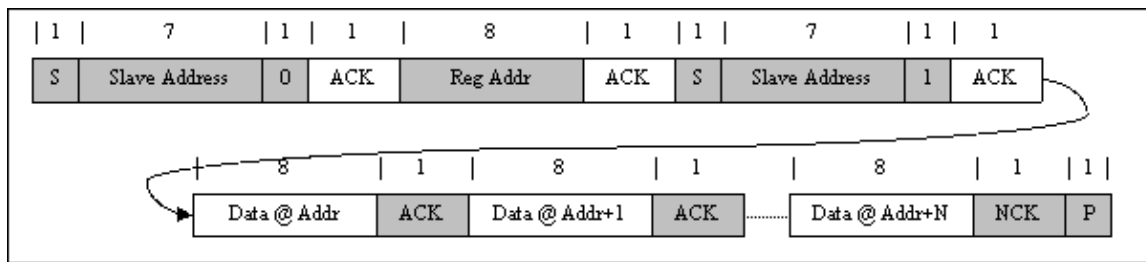 | 1 | 7 | 1 | 1 | 8 | 1 | 1 | 7 | 1 | 1
S Slave Address 0 ACK Reg Addr ACK S Slave Address 1 ACK
| 8 | 1 | 8 | 1 | 8 | 1 | 1 |
Data @ Addr ACK Data @ Addr+1 ACK .......... Data @ Addr+N NCK P